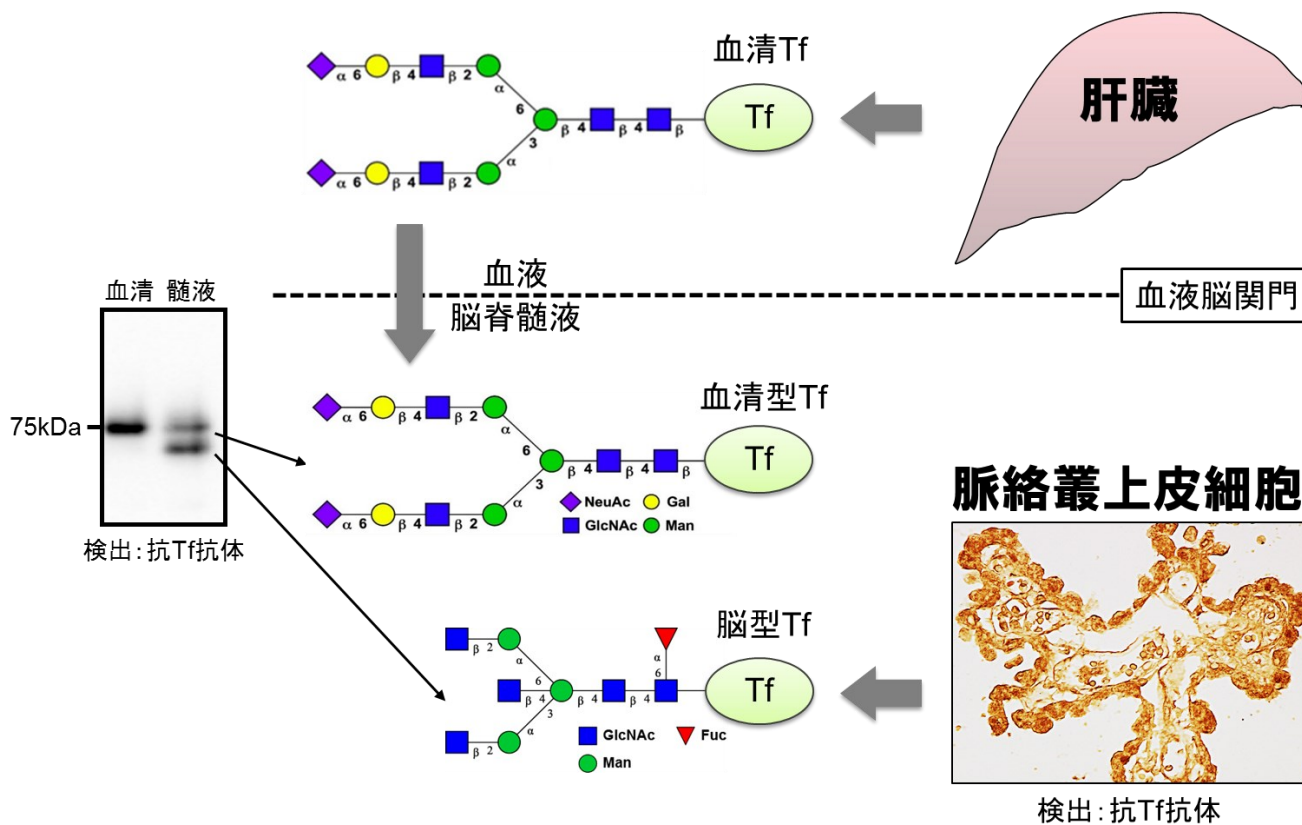 血清Tf
肝臓
Tf
α 6 β 4 β 2 α
6
β 4 β 4 β
3
α 6 β 4 β 2 α
血液
脳脊髄液
血液脳関門
血清 髄液
75kDa
検出：抗Tf抗体
血清型Tf
Tf
α 6 β 4 β 2 α
6
β 4 β 4 β
3
α 6 β 4 β 2 α
NeuAc Gal
GlcNAc Man
脳型Tf
Tf
β 2 α
α
6
6
β 4 β 4 β 4
3
β 2 α
GlcNAc Fuc
Man
脈絡叢上皮細胞
検出：抗Tf抗体